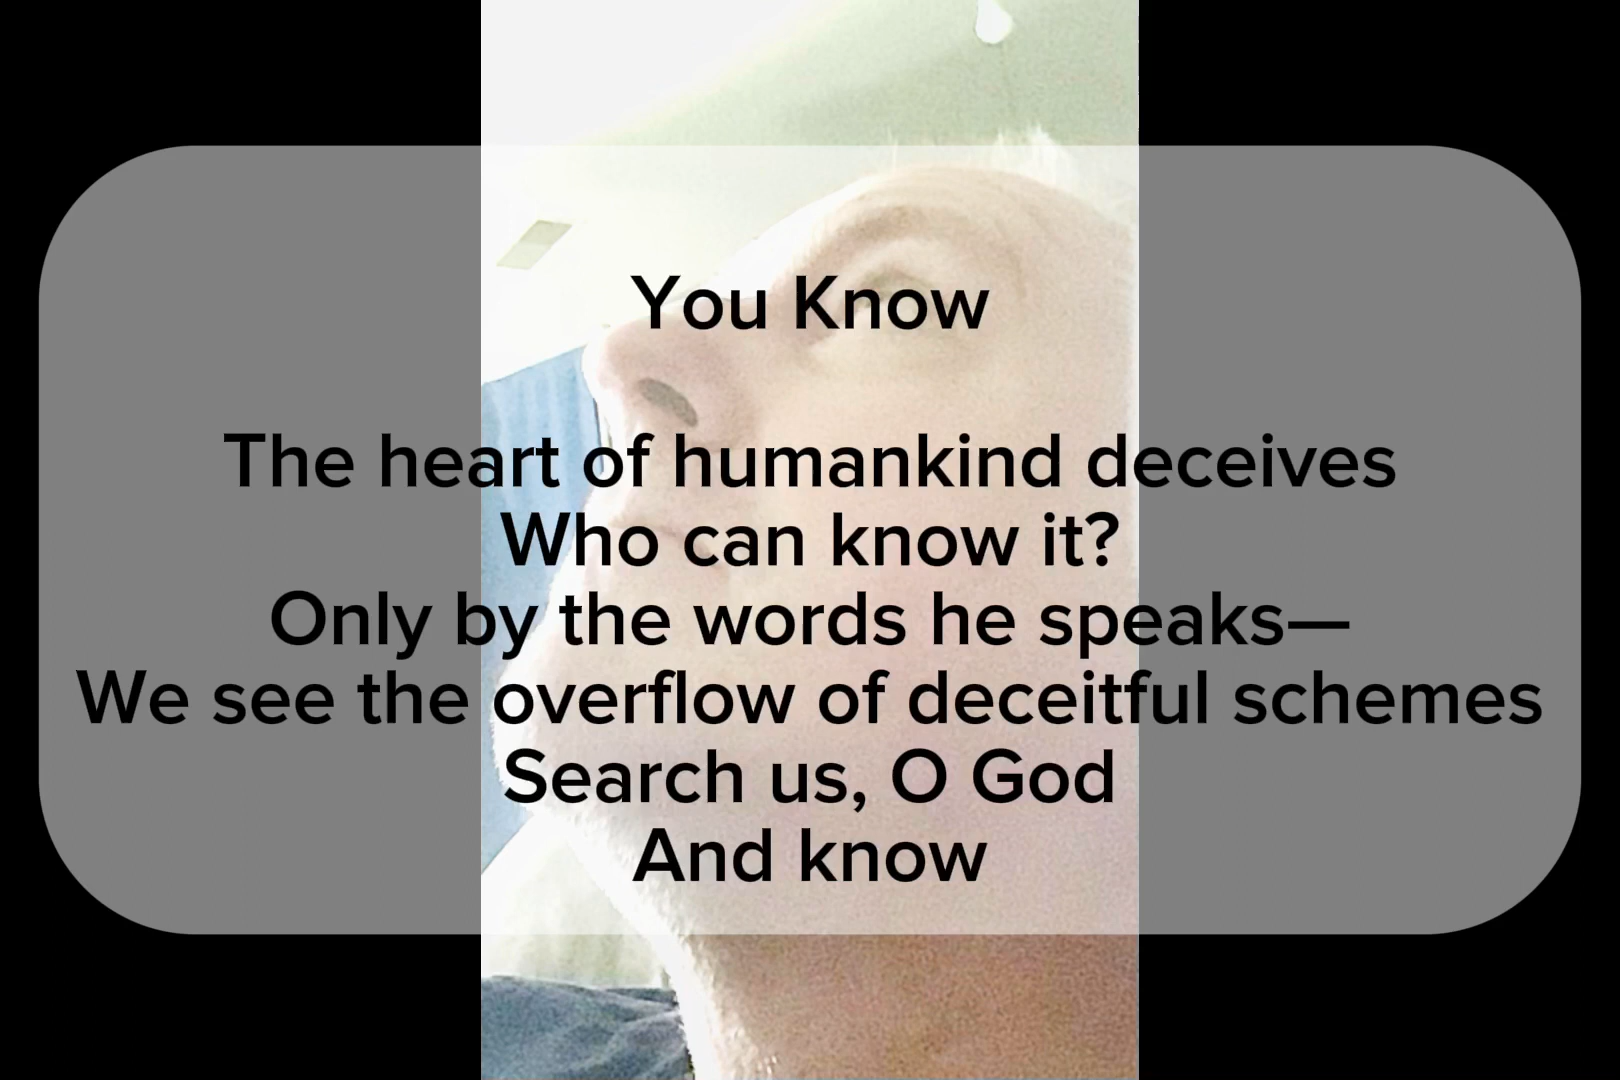 You Know
The heart of humankind deceives
Who can know it?
Only by the words he speaks—
We see the overflow of deceitful schemes
Search us, O God
And know